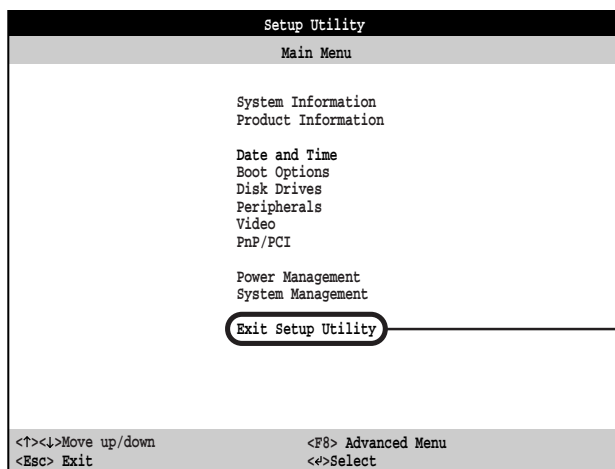 Setup Utility
Main Menu
System Information
Product Information
Date and Time
Boot Options
Disk Drives
Peripherals
Video
PnP/PCI
Power Management
System Management
Exit Setup Utility
<↑><↓>Move up/down <F8> Advanced Menu
<Esc> Exit <↵>Select